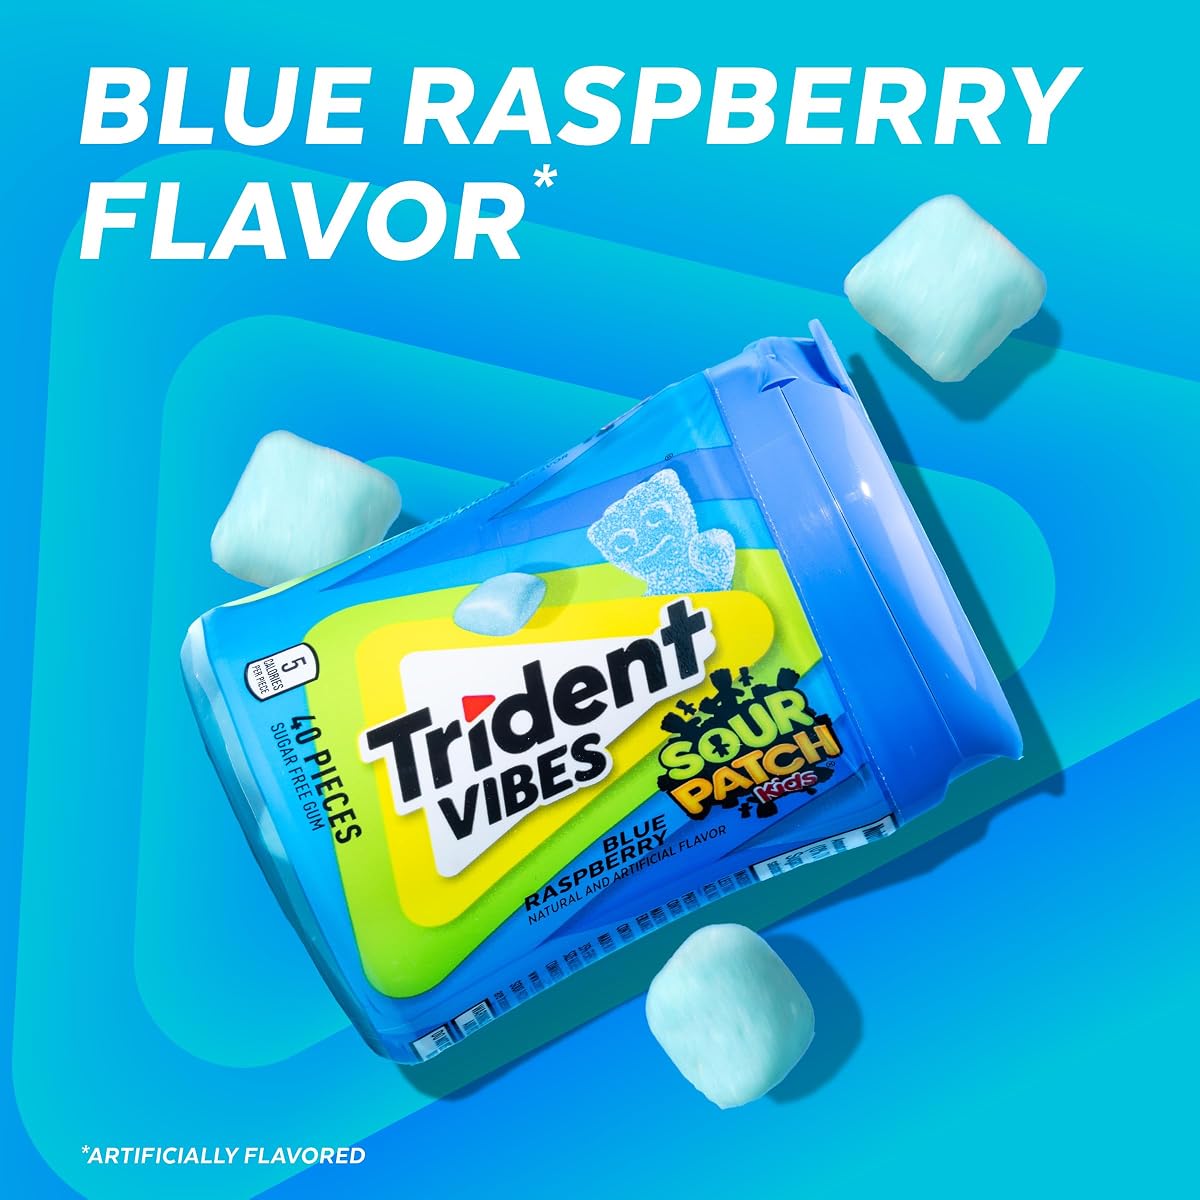 BLUE RASPBERRY
FLAVOR*
®
5
CALORIES
PER PIECE
40 PIECES
SUGAR FREE GUM
Trident
VIBES
SOUR
PATCH
Kids®
BLUE
RASPBERRY
NATURAL AND ARTIFICIAL FLAVOR
*ARTIFICIALLY FLAVORED